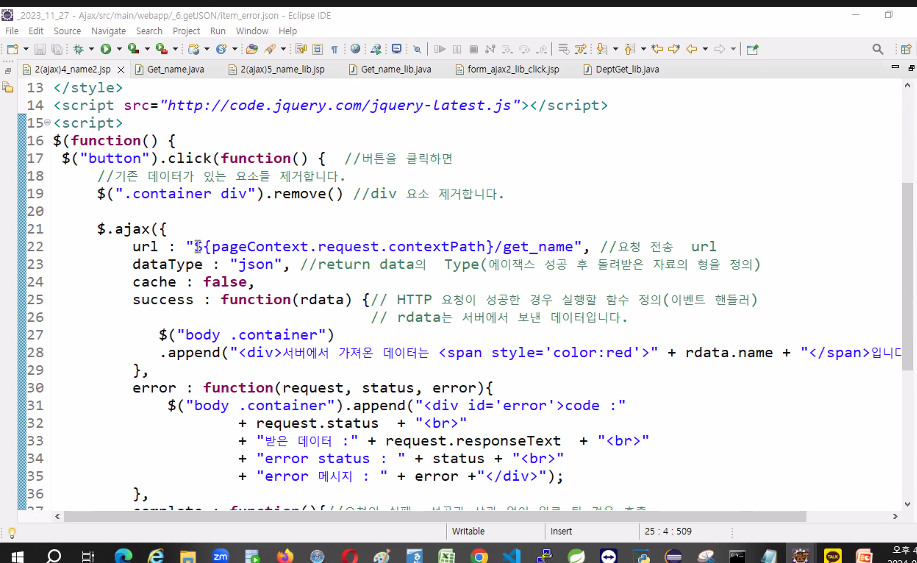 _2023_11_27 - Ajax/src/main/webapp/_6.getJSON/item_error.json - Eclipse IDE
File Edit Source Navigate Search Project Run Window Help
2(ajax)4_name2.jsp Get_name.java 2(ajax)5_name_lib.jsp Get_name_lib.java form_ajax2_lib_click.jsp DeptGet_lib.java
13 </style>
14 <script src="http://code.jquery.com/jquery-latest.js"></script>
15 <script>
16 $(function() {
17 $("button").click(function() { //버튼을 클릭하면
18 //기존 데이터가 있는 요소들 제거합니다.
19 $(".container div").remove() //div 요소 제거합니다.
20
21 $.ajax({
22 url : "${pageContext.request.contextPath}/get_name", //요청 전송 url
23 dataType : "json", //return data의 Type(에이잭스 성공 후 돌려받은 자료의 형을 정의)
24 cache : false,
25 success : function(rdata) {// HTTP 요청이 성공한 경우 실행할 함수 정의(이벤트 핸들러)
26 // rdata는 서버에서 보낸 데이터입니다.
27 $("body .container")
28 .append("<div>서버에서 가져온 데이터는 <span style='color:red'>" + rdata.name + "</span>입니다
29 },
30 error : function(request, status, error){
31 $("body .container").append("<div id='error'>code :"
32 + request.status + "<br>"
33 + "받은 데이터 :" + request.responseText + "<br>"
34 + "error status : " + status + "<br>"
35 + "error 메시지 : " + error +"</div>");
36 },
Writable Insert 25 : 4 : 509
zm TALK 오후 4